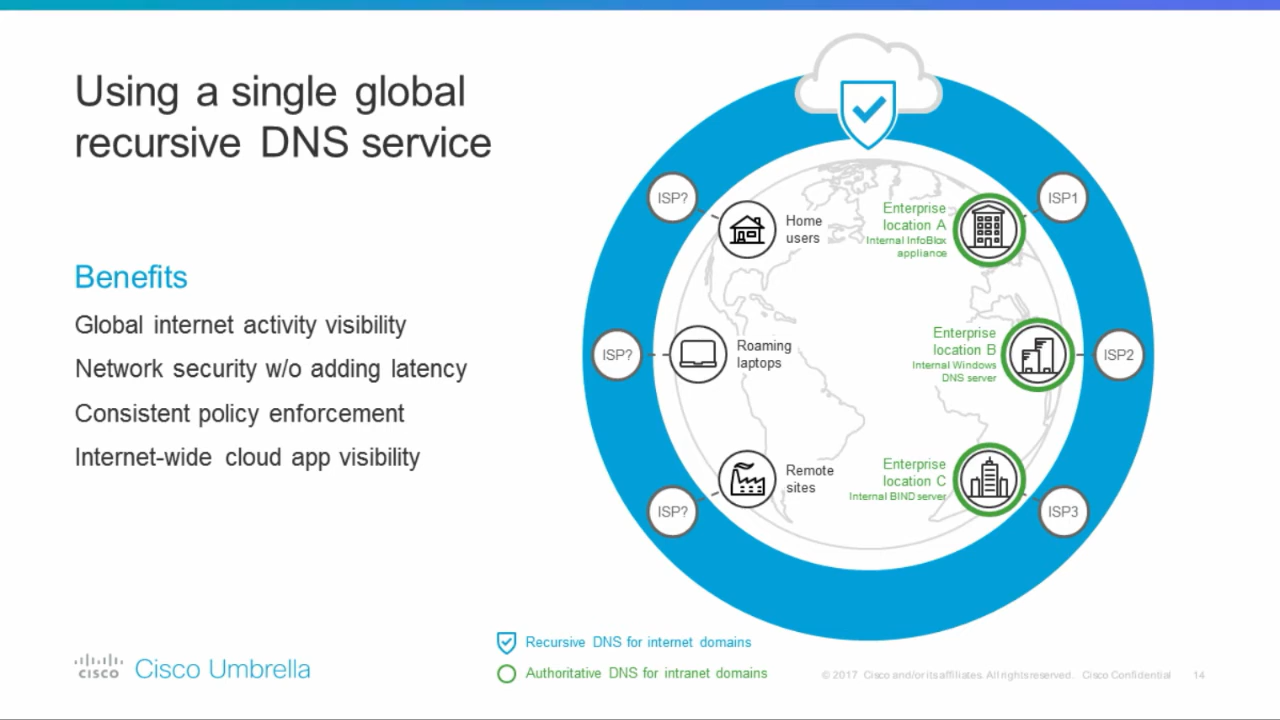 Using a single global
recursive DNS service
Benefits
Global internet activity visibility
Network security w/o adding latency
Consistent policy enforcement
Internet-wide cloud app visibility
ISP?
Home
users
Enterprise
location A
Internal InfoBlox
appliance
ISP1
ISP?
Roaming
laptops
Enterprise
location B
Internal Windows
DNS server
ISP2
ISP?
Remote
sites
Enterprise
location C
Internal BIND server
ISP3
Recursive DNS for internet domains
Authoritative DNS for intranet domains
CISCO Cisco Umbrella
© 2017 Cisco and/or its affiliates. All rights reserved. Cisco Confidential 14